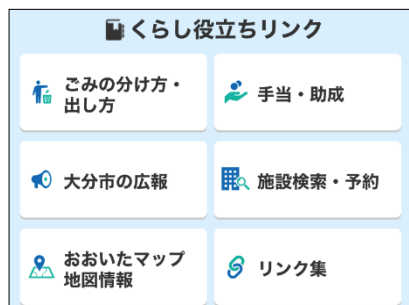 くらし役立ちリンク
ごみの分け方・
出し方
手当・助成
大分市の広報
施設検索・予約
おおいたマップ
地図情報
リンク集